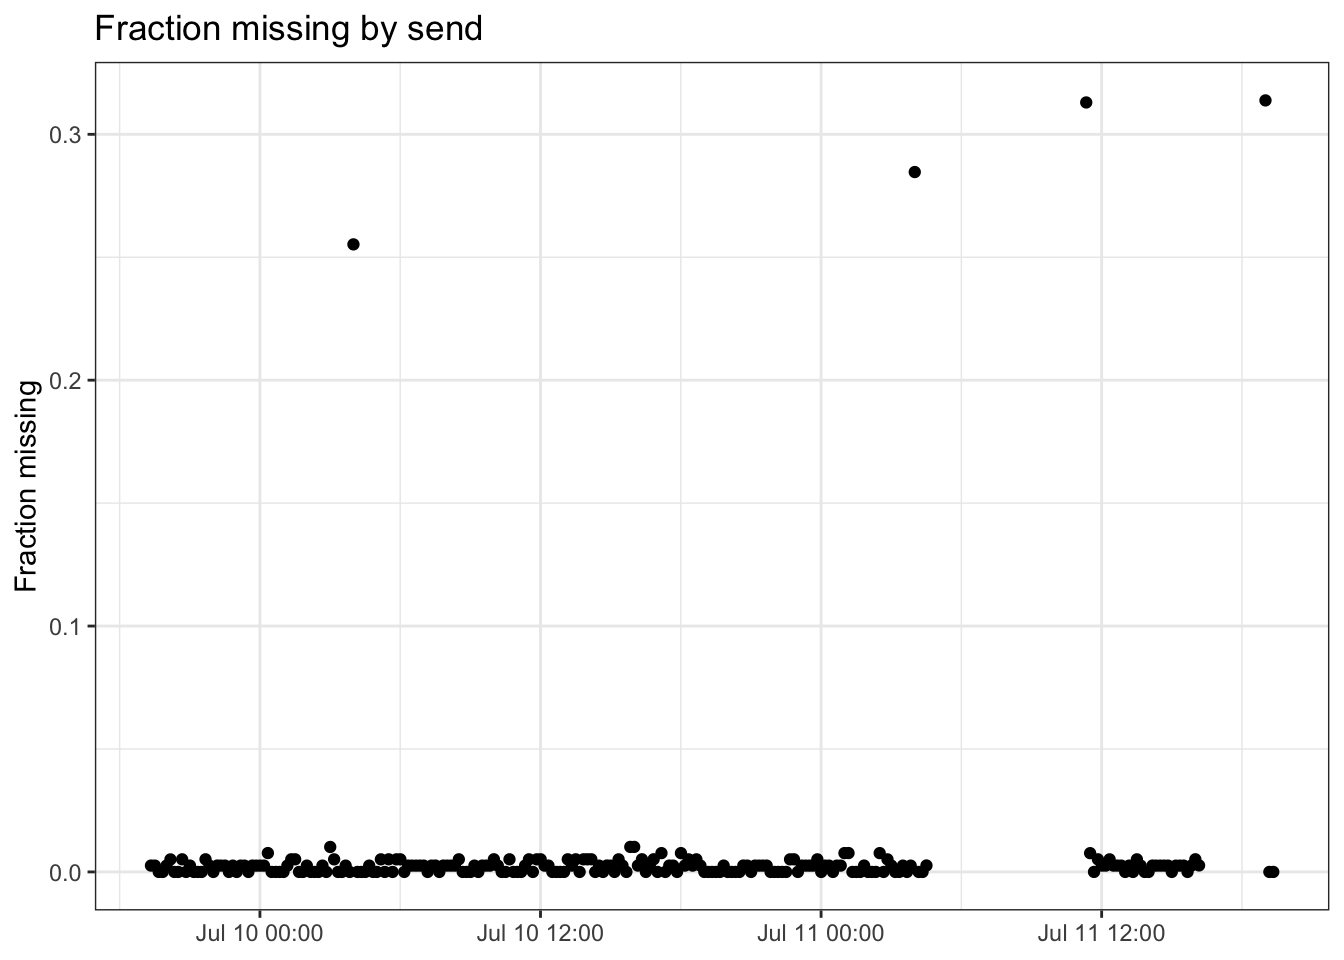 Fraction missing by send
Fraction missing
0.3
0.2
0.1
0.0
Jul 10 00:00
Jul 10 12:00
Jul 11 00:00
Jul 11 12:00